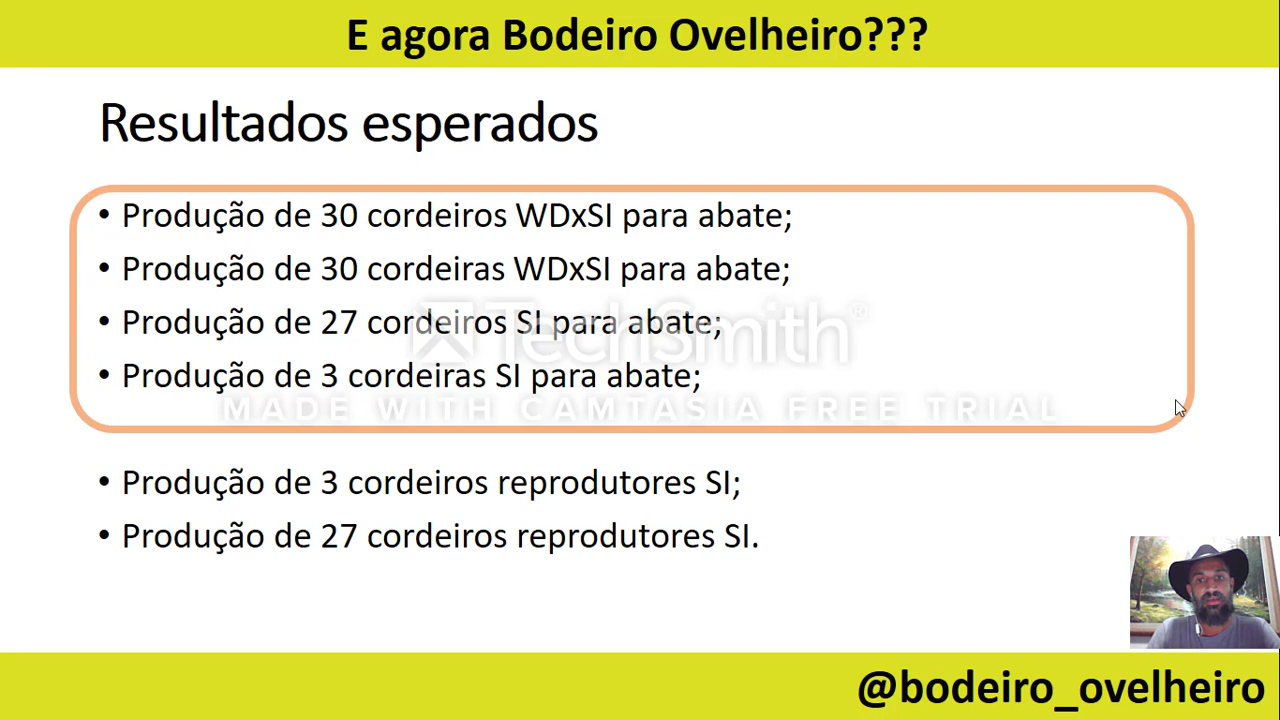 E agora Bodeiro Ovelheiro???
Resultados esperados
• Produção de 30 cordeiros WDxSI para abate;
• Produção de 30 cordeiras WDxSI para abate;
• Produção de 27 cordeiros SI para abate;
• Produção de 3 cordeiras SI para abate;
TechSmith®
MADE WITH CAMTASIA FREE TRIAL
• Produção de 3 cordeiros reprodutores SI;
• Produção de 27 cordeiros reprodutores SI.
@bodeiro_ovelheiro